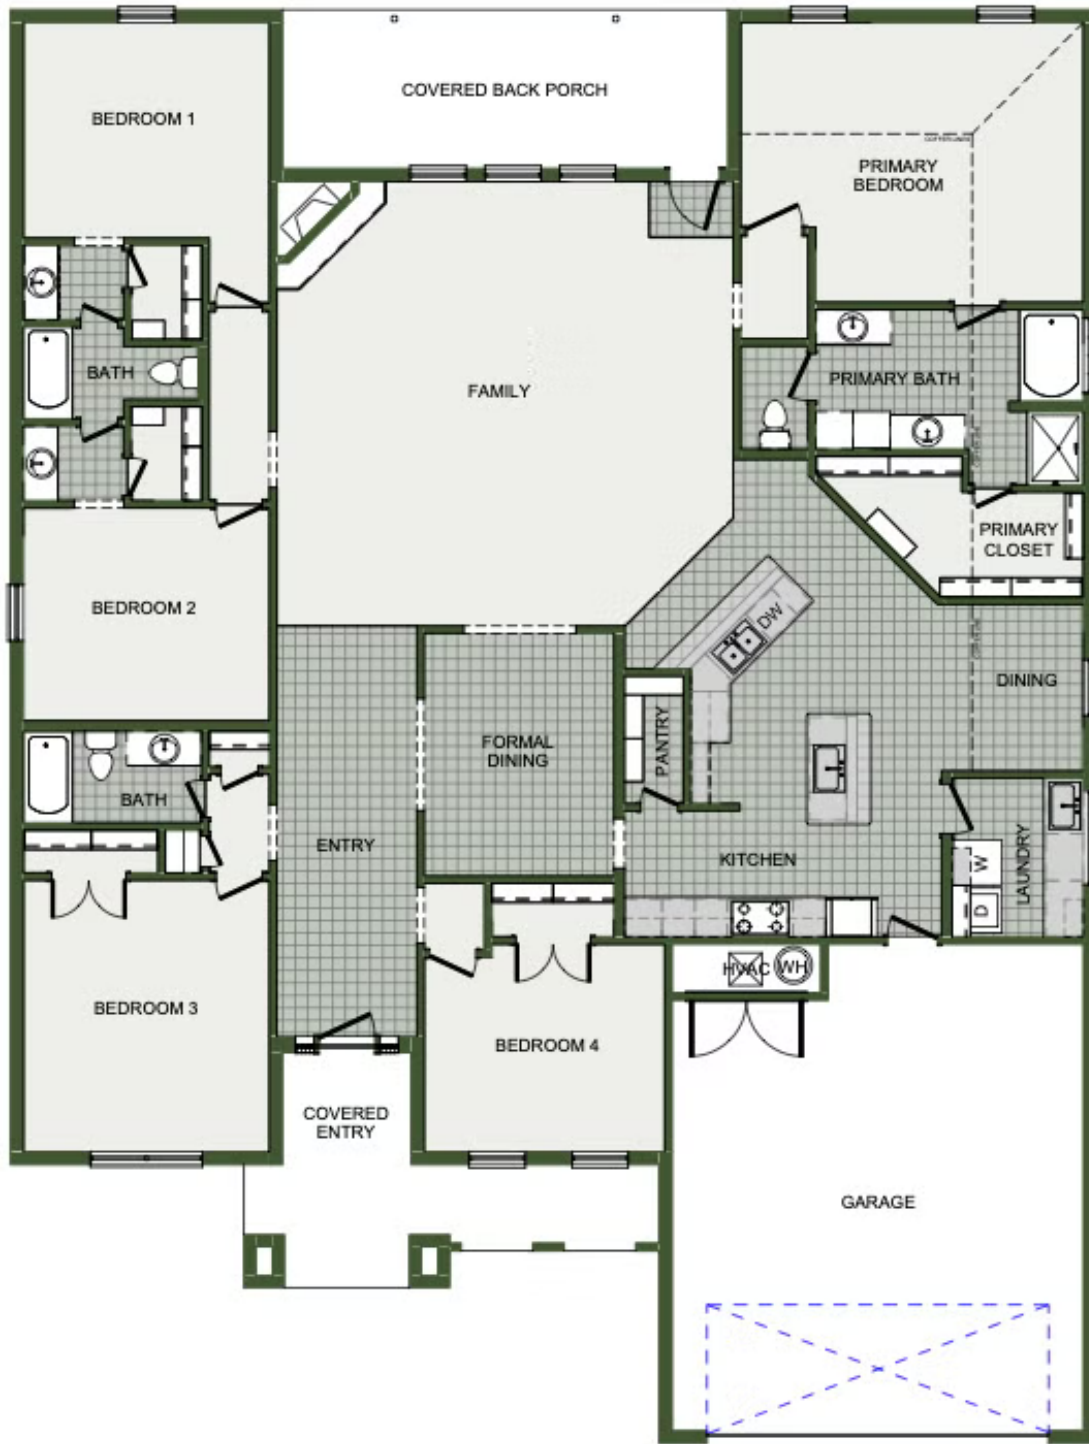 COVERED BACK PORCH
BEDROOM 1
PRIMARY
BEDROOM
BATH
FAMILY
PRIMARY BATH
PRIMARY
CLOSET
BEDROOM 2
DW
DINING
FORMAL
DINING
PANTRY
BATH
ENTRY
KITCHEN
LAUNDRY
W
D
HVAC
WH
BEDROOM 3
BEDROOM 4
COVERED
ENTRY
GARAGE